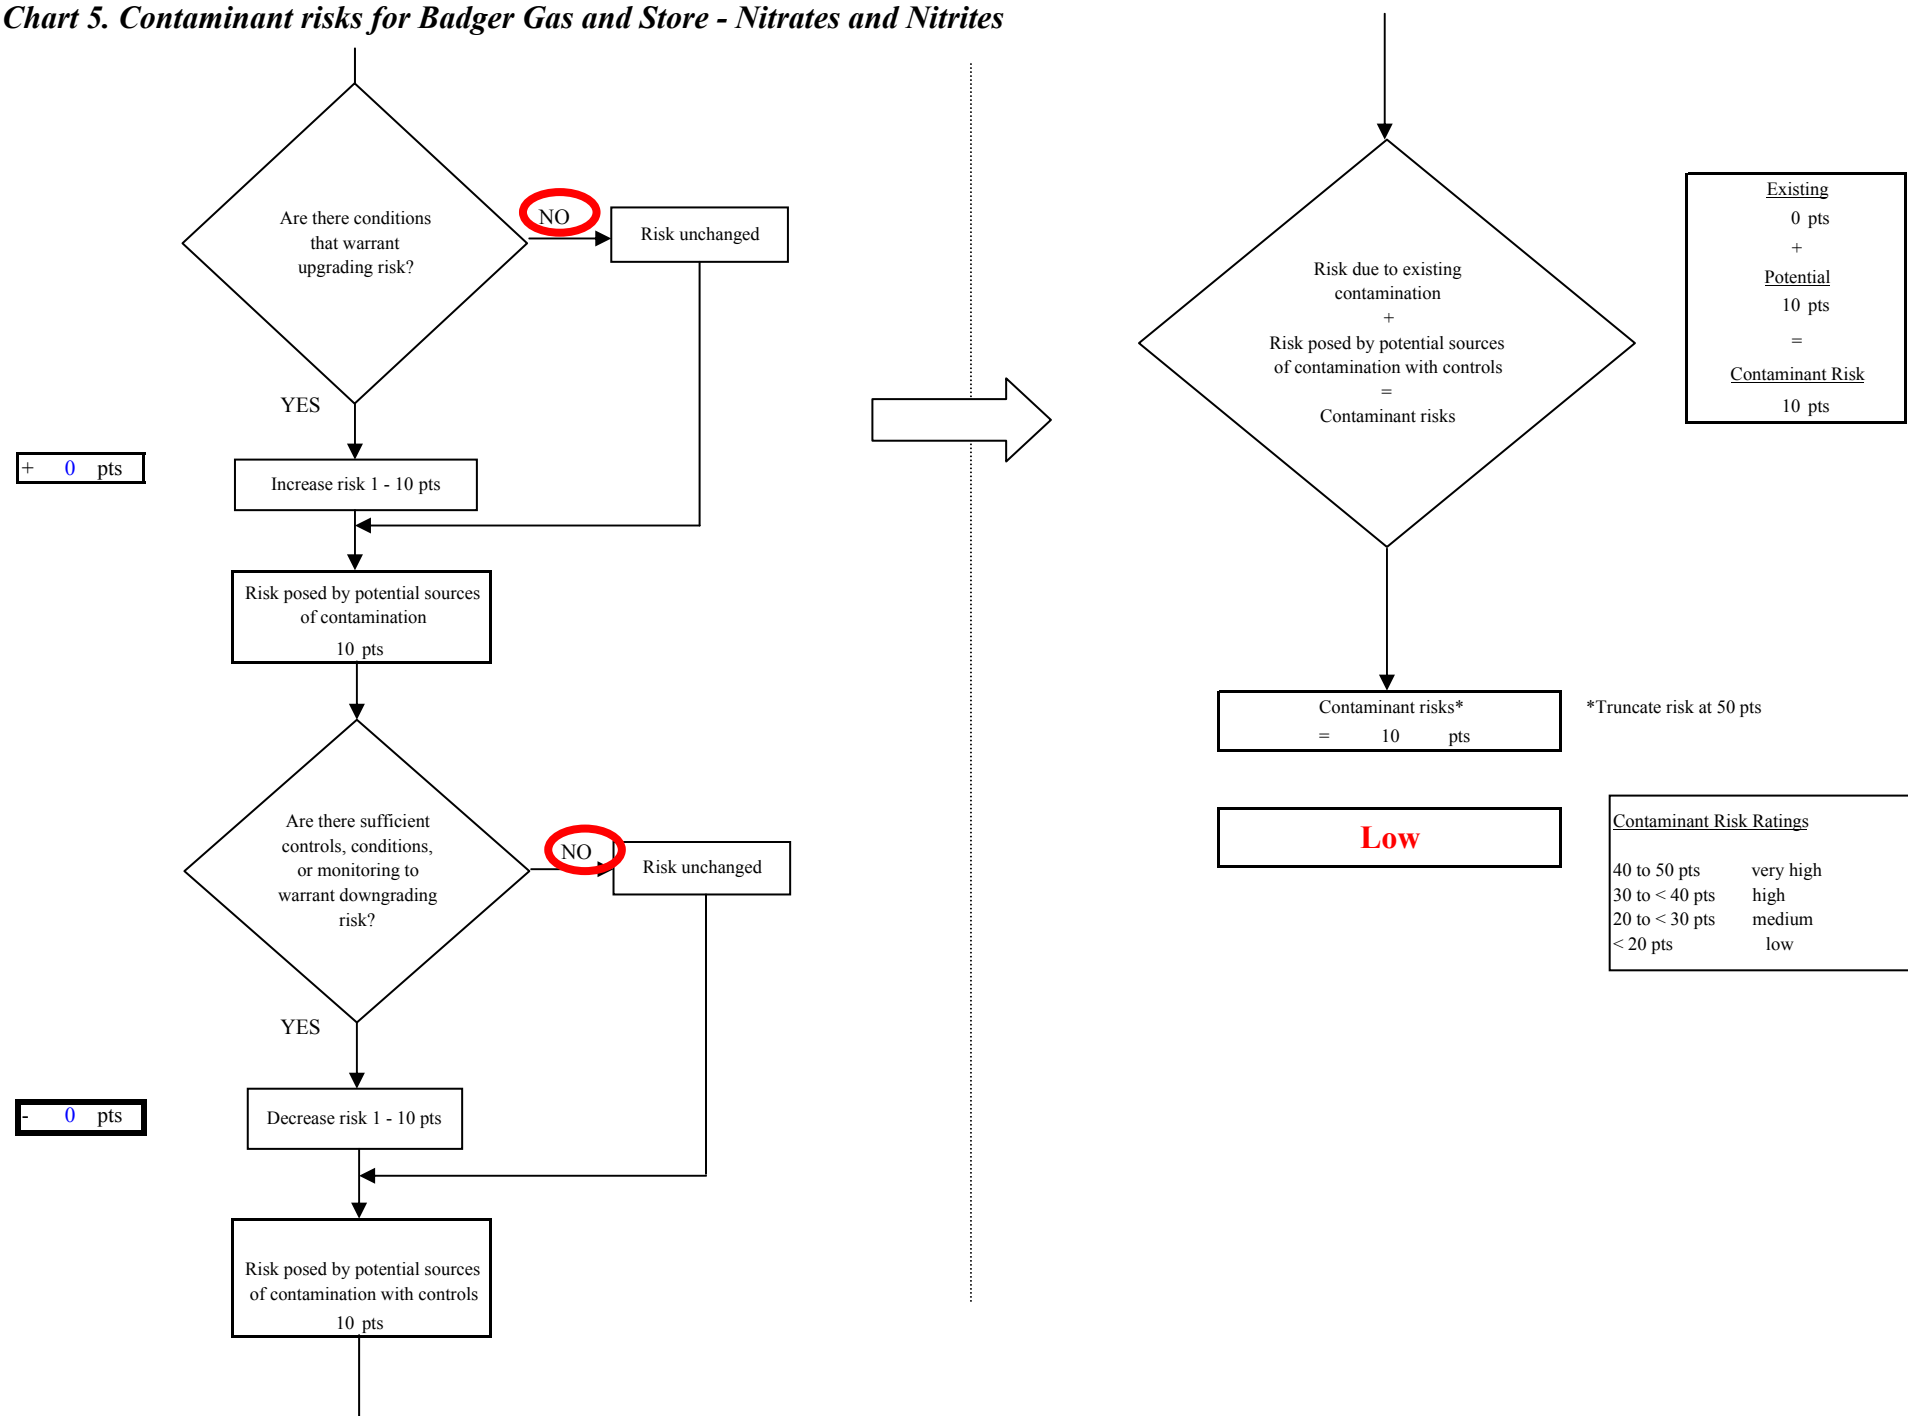 Chart 5. Contaminant risks for Badger Gas and Store - Nitrates and Nitrites
Are there conditions
that warrant
upgrading risk?
NO
Risk unchanged
YES
+ 0 pts
Increase risk 1 - 10 pts
Risk posed by potential sources
of contamination
10 pts
Are there sufficient
controls, conditions,
or monitoring to
warrant downgrading
risk?
NO
Risk unchanged
YES
- 0 pts
Decrease risk 1 - 10 pts
Risk posed by potential sources
of contamination with controls
10 pts
Risk due to existing
contamination
+
Risk posed by potential sources
of contamination with controls
=
Contaminant risks
Existing
0 pts
+
Potential
10 pts
=
Contaminant Risk
10 pts
Contaminant risks*
= 10 pts
*Truncate risk at 50 pts
Low
Contaminant Risk Ratings
40 to 50 pts very high
30 to < 40 pts high
20 to < 30 pts medium
< 20 pts low